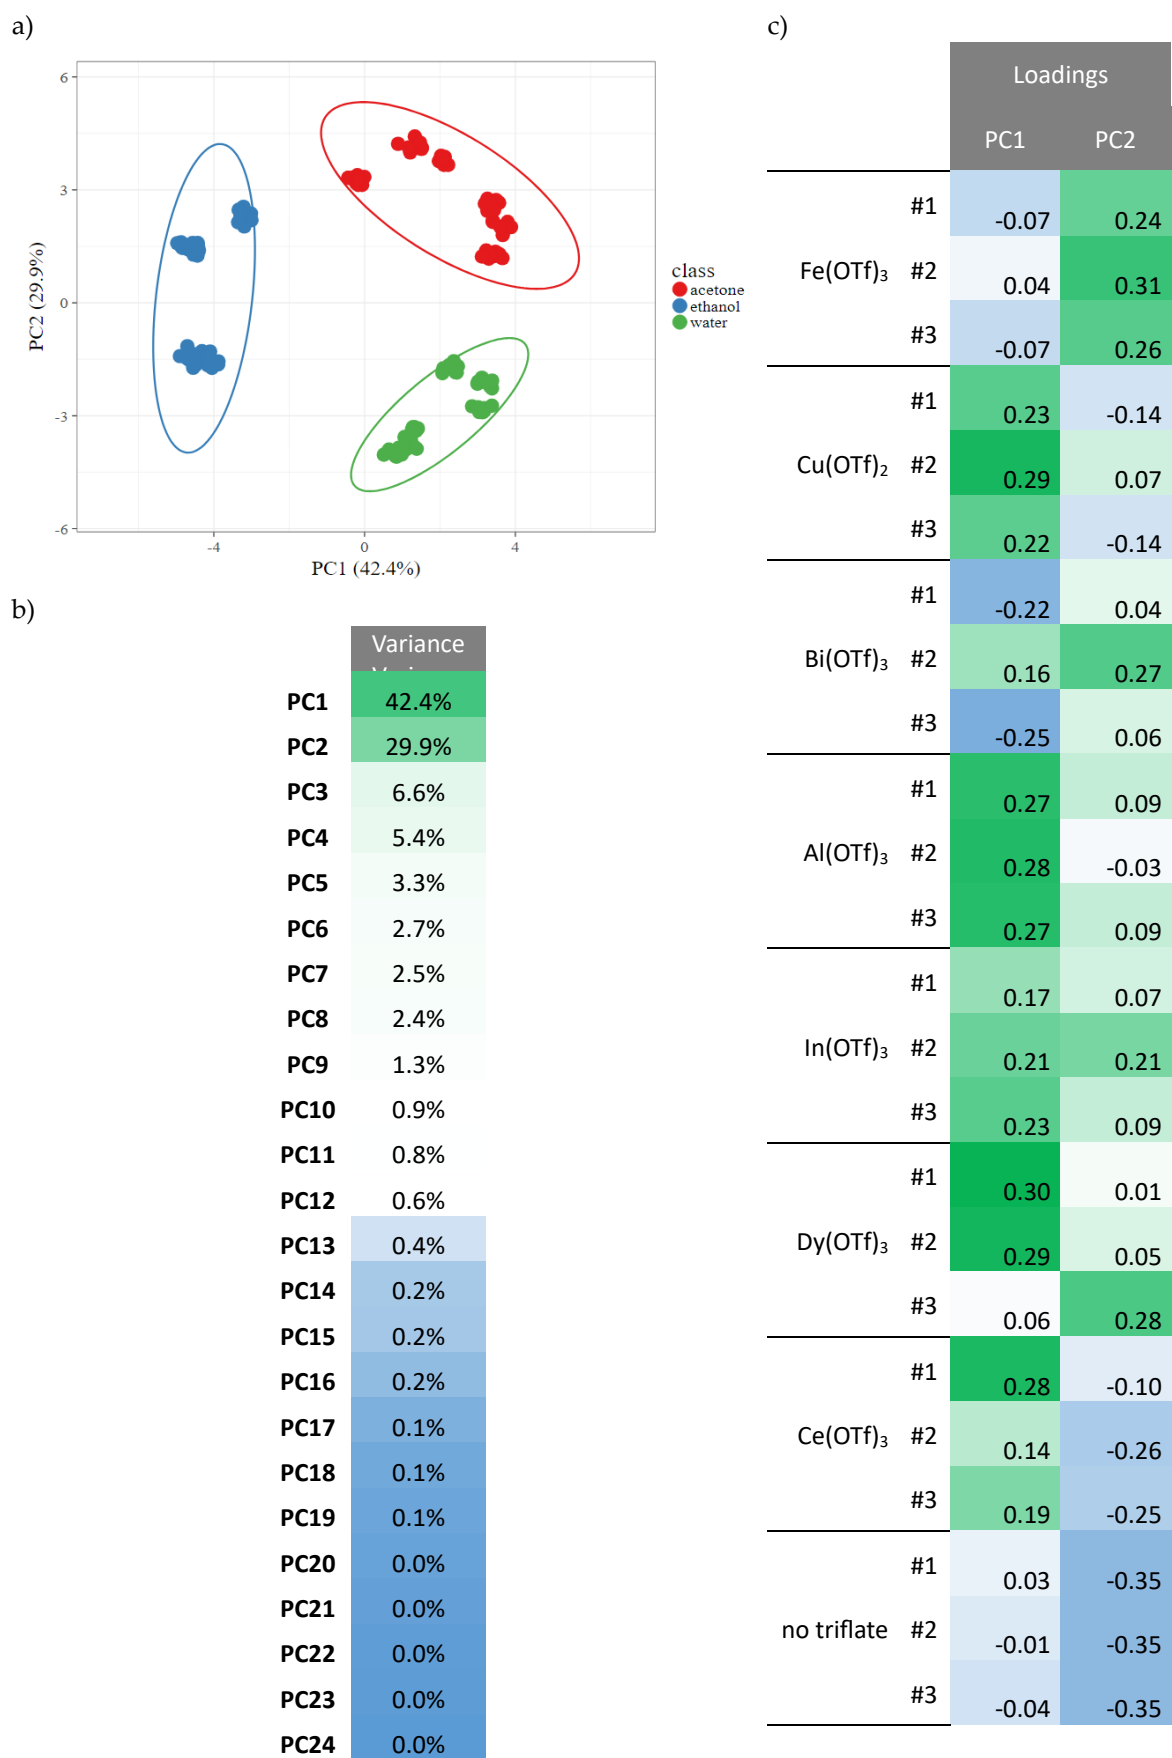 a)
6
3
0
-3
-6
PC2 (29.9%)
-4
0
4
PC1 (42.4%)
class
acetone
ethanol
water
b)
Variance
PC1 42.4%
PC2 29.9%
PC3 6.6%
PC4 5.4%
PC5 3.3%
PC6 2.7%
PC7 2.5%
PC8 2.4%
PC9 1.3%
PC10 0.9%
PC11 0.8%
PC12 0.6%
PC13 0.4%
PC14 0.2%
PC15 0.2%
PC16 0.2%
PC17 0.1%
PC18 0.1%
PC19 0.1%
PC20 0.0%
PC21 0.0%
PC22 0.0%
PC23 0.0%
PC24 0.0%
c)
Loadings
PC1 PC2
#1 -0.07 0.24
Fe(OTf)₃ #2 0.04 0.31
#3 -0.07 0.26
#1 0.23 -0.14
Cu(OTf)₂ #2 0.29 0.07
#3 0.22 -0.14
#1 -0.22 0.04
Bi(OTf)₃ #2 0.16 0.27
#3 -0.25 0.06
#1 0.27 0.09
Al(OTf)₃ #2 0.28 -0.03
#3 0.27 0.09
#1 0.17 0.07
In(OTf)₃ #2 0.21 0.21
#3 0.23 0.09
#1 0.30 0.01
Dy(OTf)₃ #2 0.29 0.05
#3 0.06 0.28
#1 0.28 -0.10
Ce(OTf)₃ #2 0.14 -0.26
#3 0.19 -0.25
#1 0.03 -0.35
no triflate #2 -0.01 -0.35
#3 -0.04 -0.35